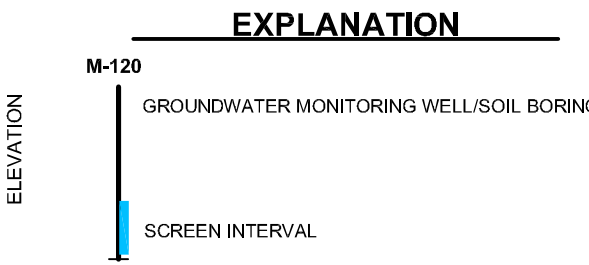 EXPLANATION
M-120
GROUNDWATER MONITORING WELL/SOIL BORING
ELEVATION
SCREEN INTERVAL